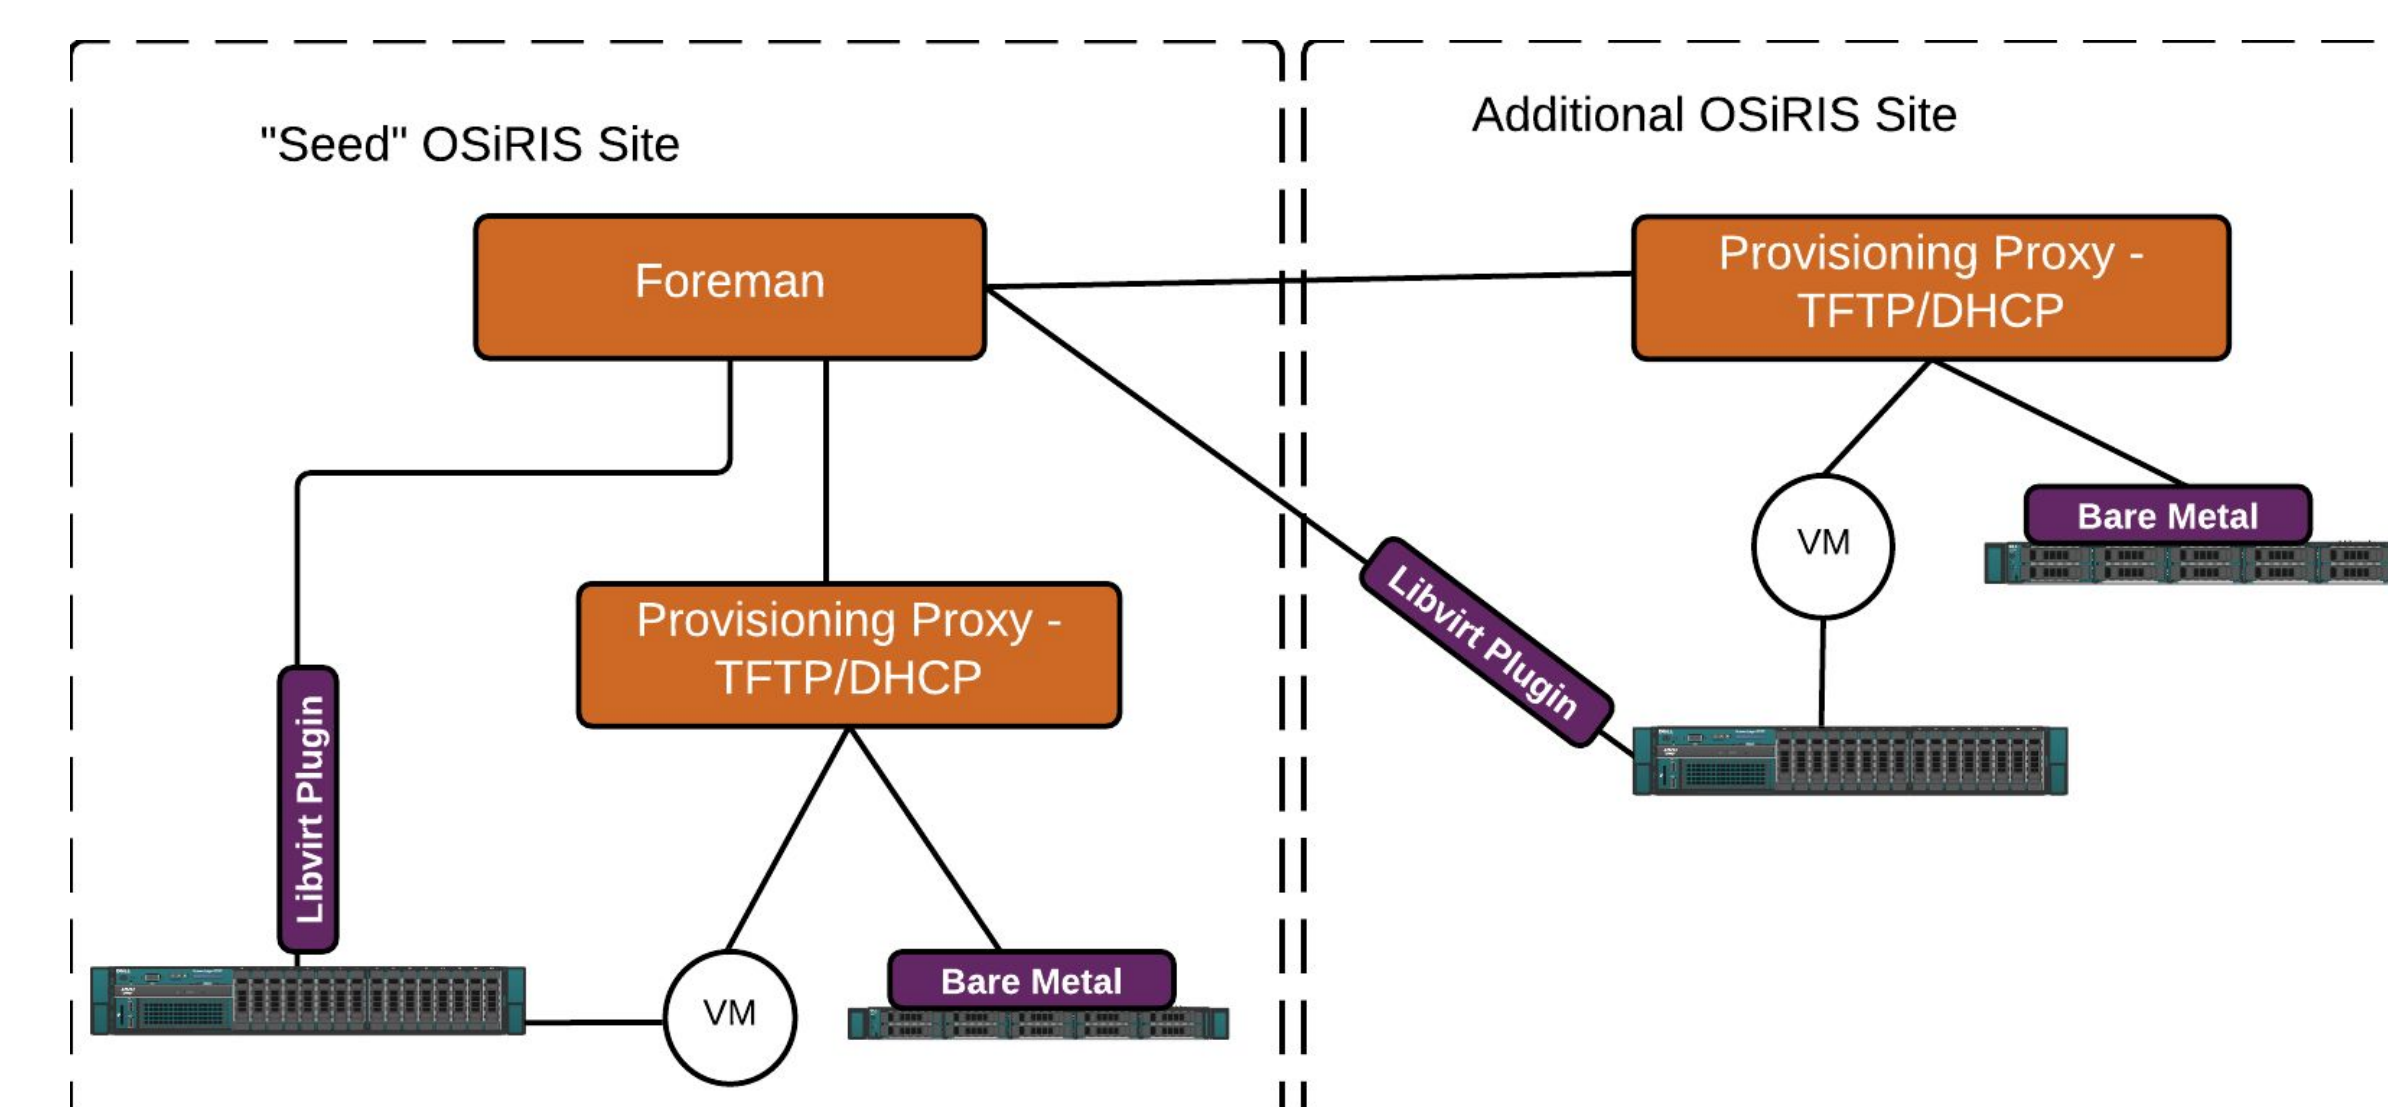 "Seed" OSiRIS Site
Additional OSiRIS Site
Foreman
Provisioning Proxy -
TFTP/DHCP
VM
Bare Metal
Libvirt Plugin
Provisioning Proxy -
TFTP/DHCP
Libvirt Plugin
Bare Metal
VM